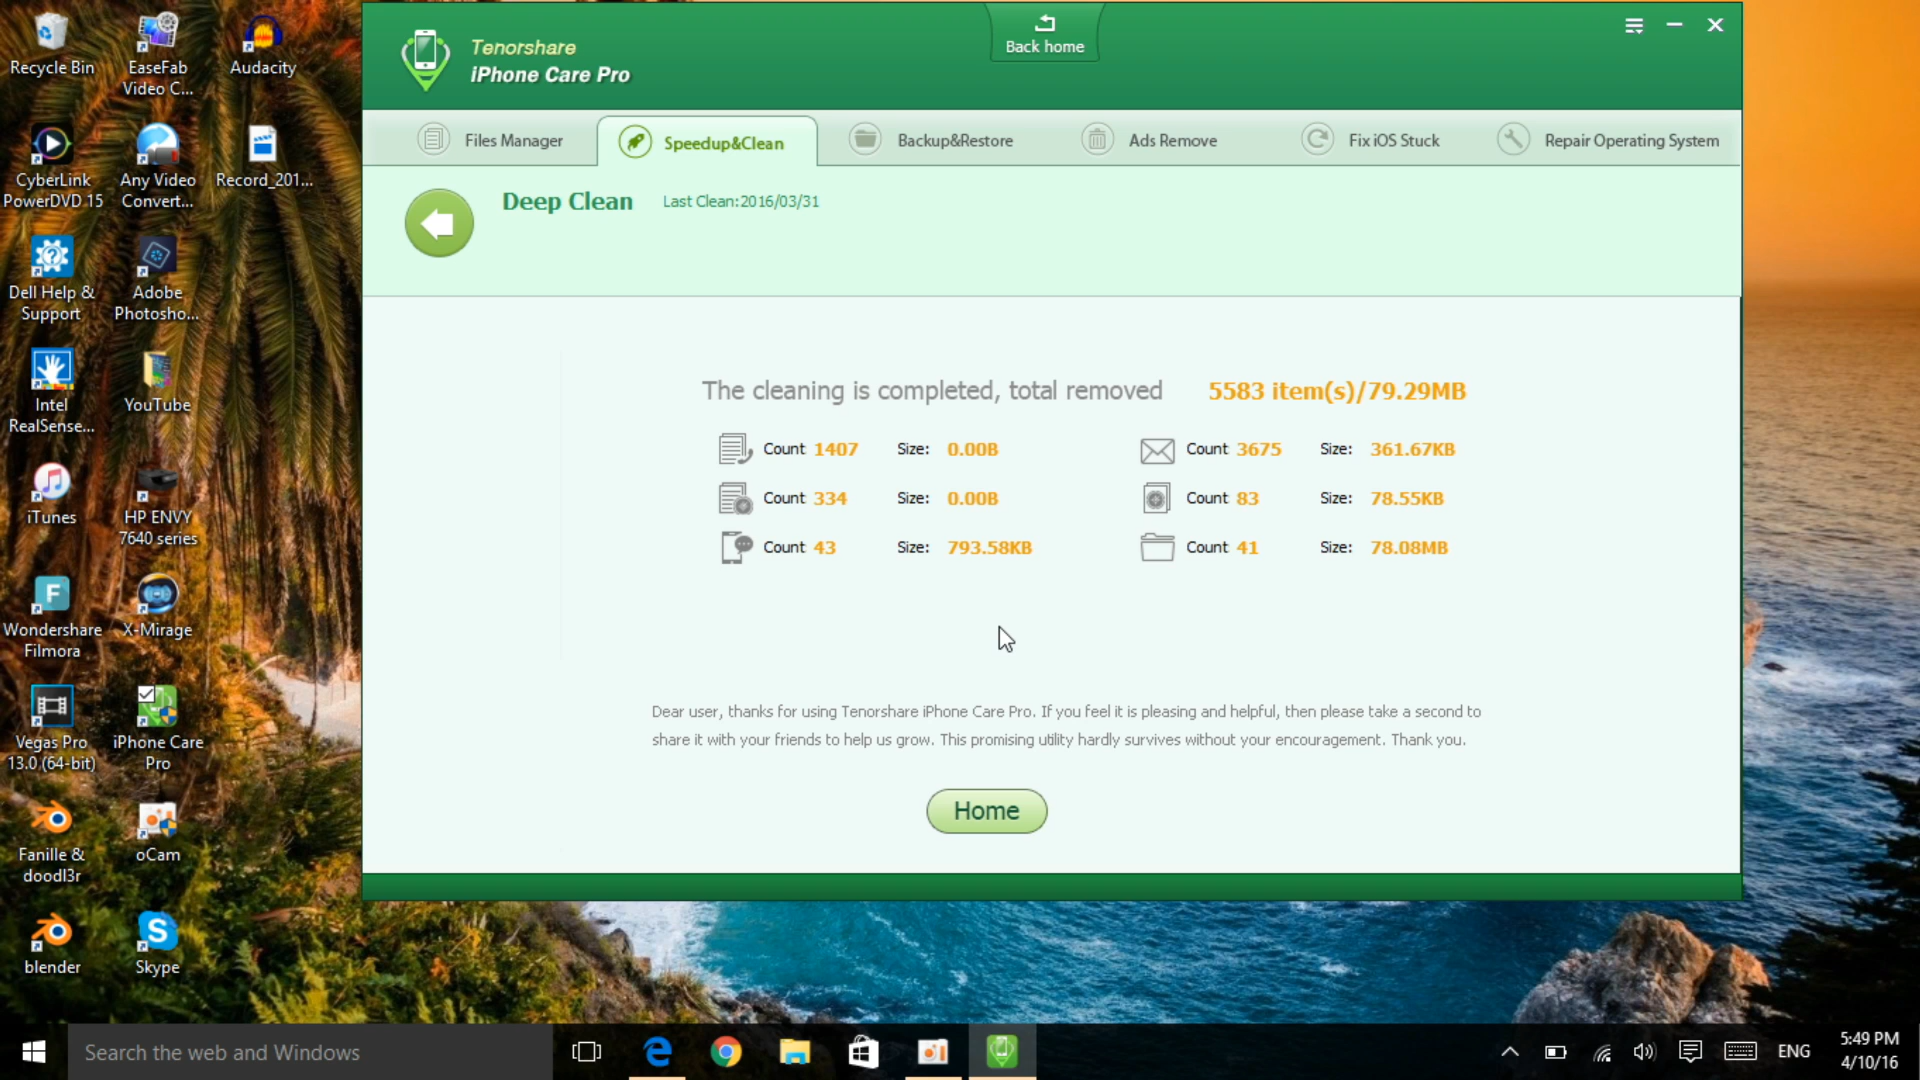 Recycle Bin
EaseFab
Video C...
Audacity
CyberLink
PowerDVD 15
Any Video
Convert...
Record_201...
Dell Help &
Support
Adobe
Photosho...
Intel
RealSense...
YouTube
iTunes
HP ENVY
7640 series
Wondershare
Filmora
X-Mirage
Vegas Pro
13.0 (64-bit)
iPhone Care
Pro
Fanille &
doodl3r
oCam
blender
Skype
Tenorshare
iPhone Care Pro
Back home
Files Manager
Speedup&Clean
Backup&Restore
Ads Remove
Fix iOS Stuck
Repair Operating System
Deep Clean Last Clean:2016/03/31
The cleaning is completed, total removed 5583 item(s)/79.29MB
Count 1407 Size: 0.00B Count 3675 Size: 361.67KB
Count 334 Size: 0.00B Count 83 Size: 78.55KB
Count 43 Size: 793.58KB Count 41 Size: 78.08MB
Dear user, thanks for using Tenorshare iPhone Care Pro. If you feel it is pleasing and helpful, then please take a second to
share it with your friends to help us grow. This promising utility hardly survives without your encouragement. Thank you.
Home
Search the web and Windows
ENG
5:49 PM
4/10/16